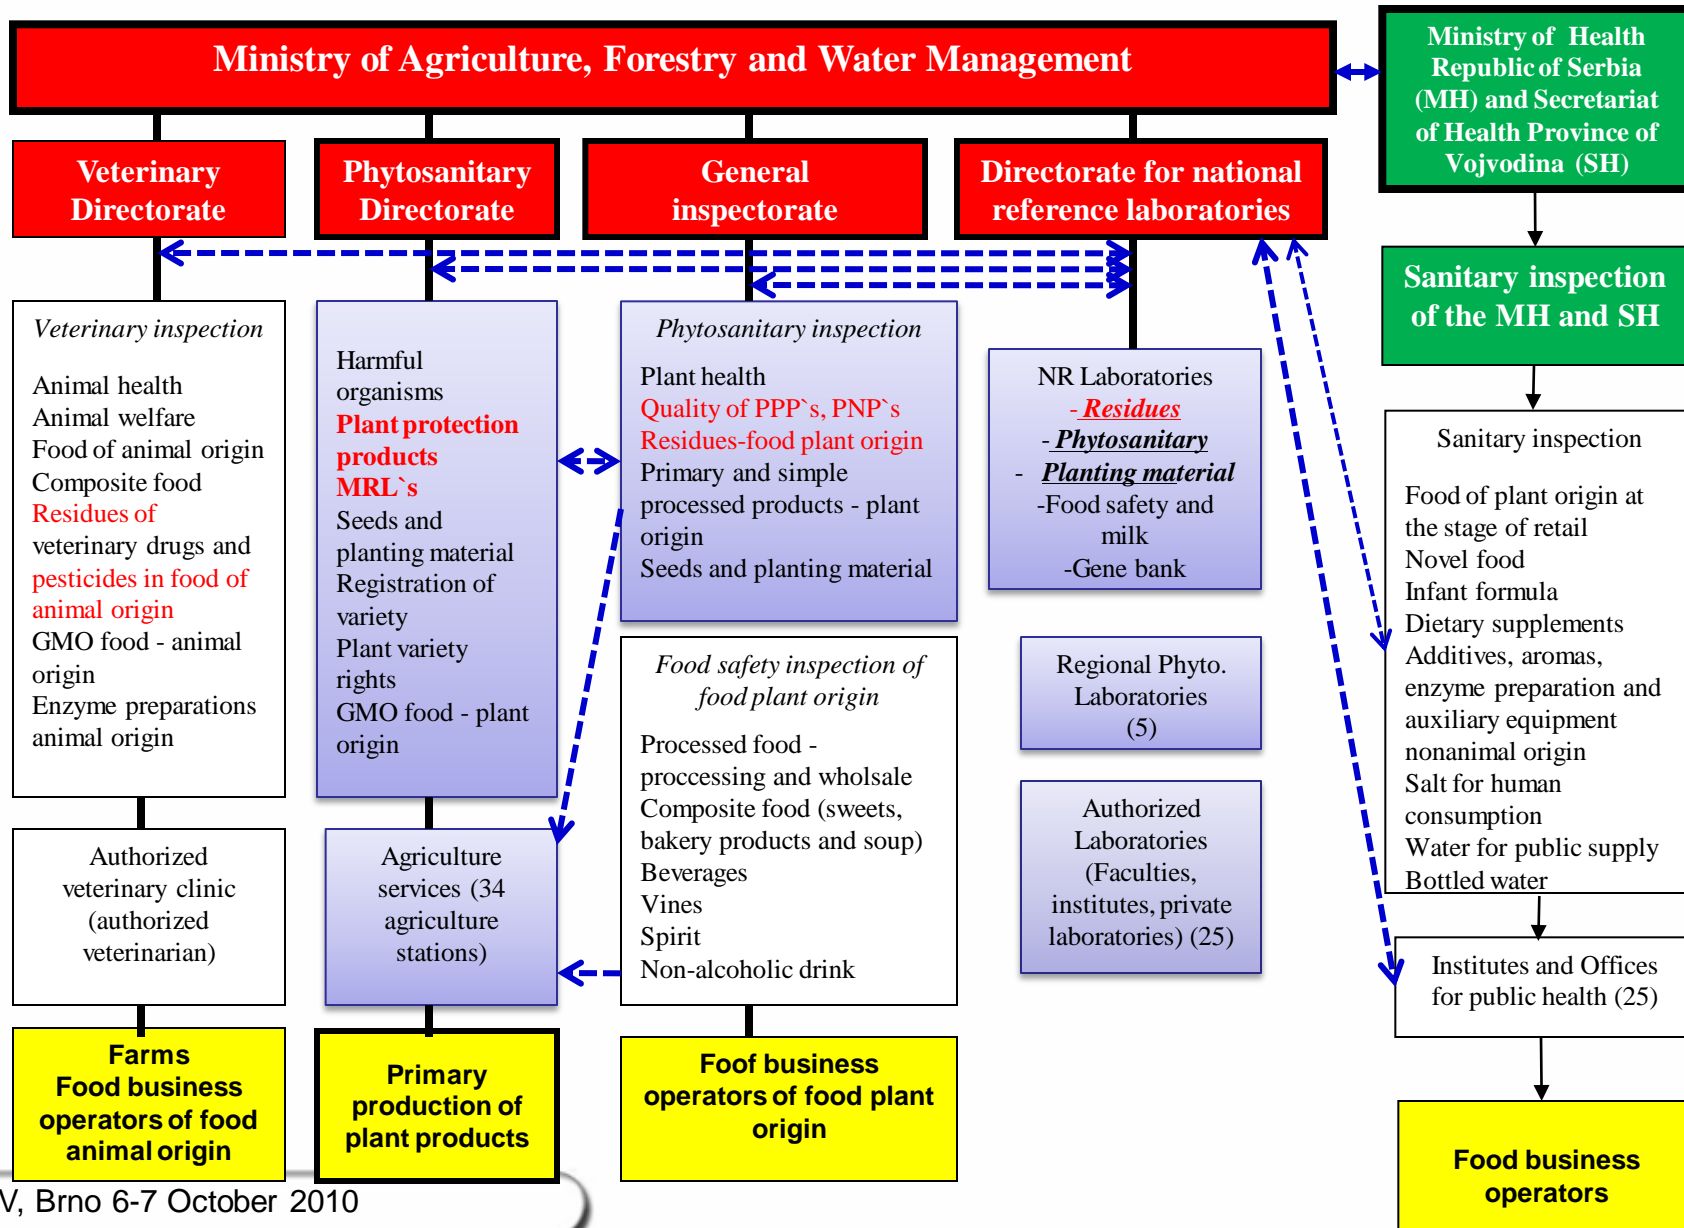 Ministry of Agriculture, Forestry and Water Management
Ministry of Health
Republic of Serbia
(MH) and Secretariat
of Health Province of
Vojvodina (SH)
Veterinary
Directorate
Phytosanitary
Directorate
General
inspectorate
Directorate for national
reference laboratories
Sanitary inspection
of the MH and SH
Veterinary inspection
Animal health
Animal welfare
Food of animal origin
Composite food
Residues of
veterinary drugs and
pesticides in food of
animal origin
GMO food - animal
origin
Enzyme preparations
animal origin
Harmful
organisms
Plant protection
products
MRL`s
Seeds and
planting material
Registration of
variety
Plant variety
rights
GMO food - plant
origin
Phytosanitary inspection
Plant health
Quality of PPP`s, PNP`s
Residues-food plant origin
Primary and simple
processed products - plant
origin
Seeds and planting material
NR Laboratories
- Residues
- Phytosanitary
- Planting material
-Food safety and
milk
-Gene bank
Sanitary inspection
Food of plant origin at
the stage of retail
Novel food
Infant formula
Dietary supplements
Additives, aromas,
enzyme preparation and
auxiliary equipment
nonanimal origin
Salt for human
consumption
Water for public supply
Bottled water
Food safety inspection of
food plant origin
Processed food -
proccessing and wholsale
Composite food (sweets,
bakery products and soup)
Beverages
Vines
Spirit
Non-alcoholic drink
Regional Phyto.
Laboratories
(5)
Authorized
Laboratories
(Faculties,
institutes, private
laboratories) (25)
Authorized
veterinary clinic
(authorized
veterinarian)
Agriculture
services (34
agriculture
stations)
Institutes and Offices
for public health (25)
Farms
Food business
operators of food
animal origin
Primary
production of
plant products
Foof business
operators of food plant
origin
Food business
operators
V, Brno 6-7 October 2010